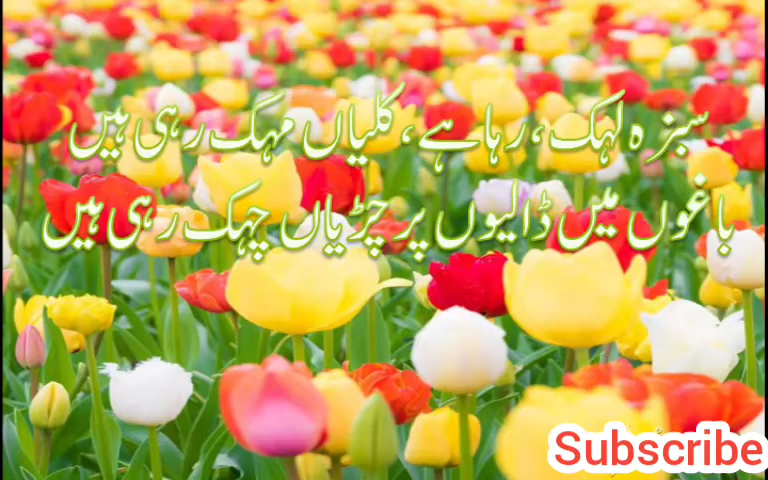 سبزہ لہک، رہا ہے، کلیاں مہک رہی ہیں
باغوں میں ڈالیوں پر چڑیاں چہک رہی ہیں
Subscribe